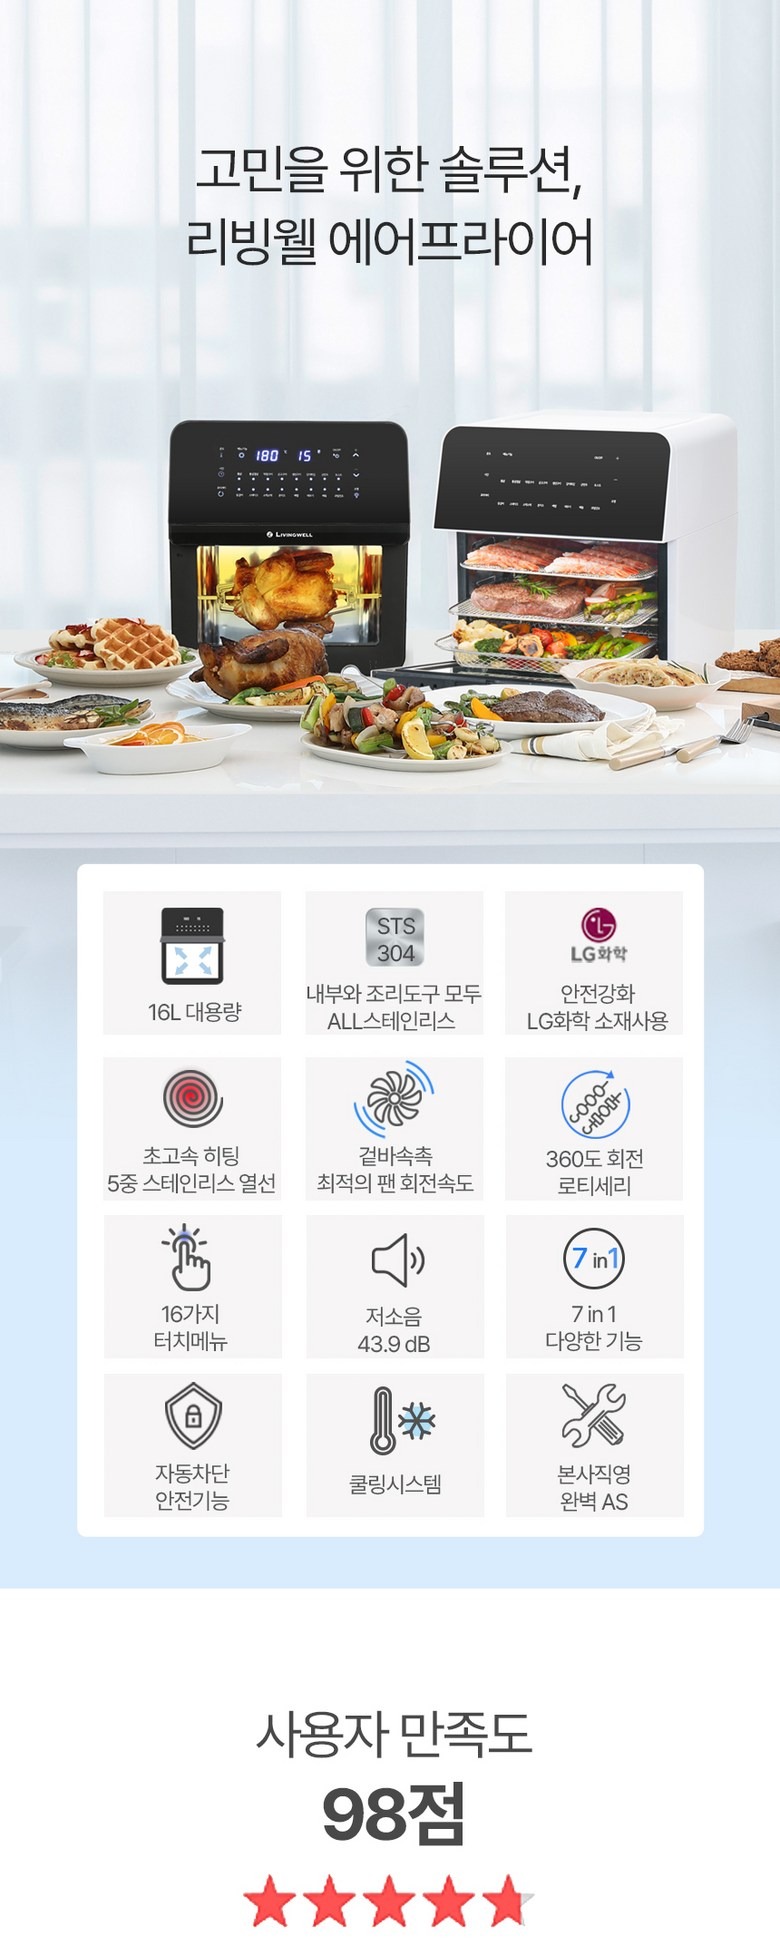 고민을 위한 솔루션,
리빙웰 에어프라이어
180 15
LIVINGWELL
16L 대용량
STS
304
내부와 조리도구 모두
ALL스테인리스
LG화학
안전강화
LG화학 소재사용
초고속 히팅
5중 스테인리스 열선
겉바속촉
최적의 팬 회전속도
360도 회전
로티세리
16가지
터치메뉴
저소음
43.9 dB
7 in 1
7 in 1
다양한 기능
자동차단
안전기능
쿨링시스템
본사직영
완벽 AS
사용자 만족도
98점